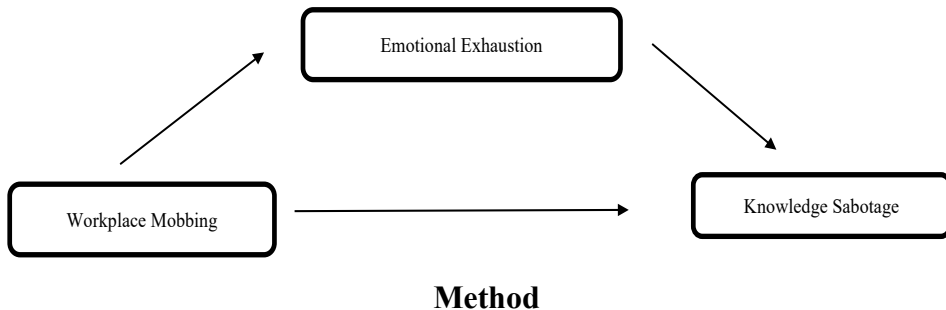 Emotional Exhaustion
Workplace Mobbing
Knowledge Sabotage
Method